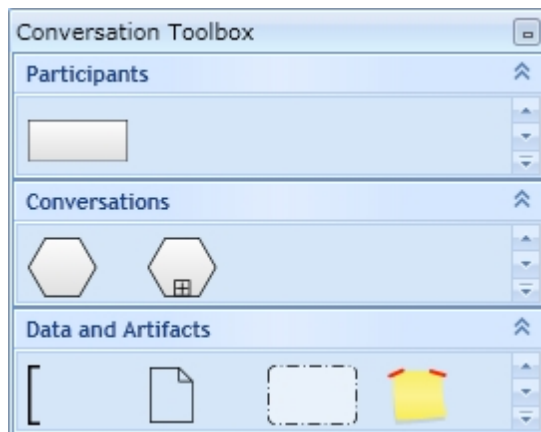 Conversation Toolbox
Participants
Conversations
Data and Artifacts